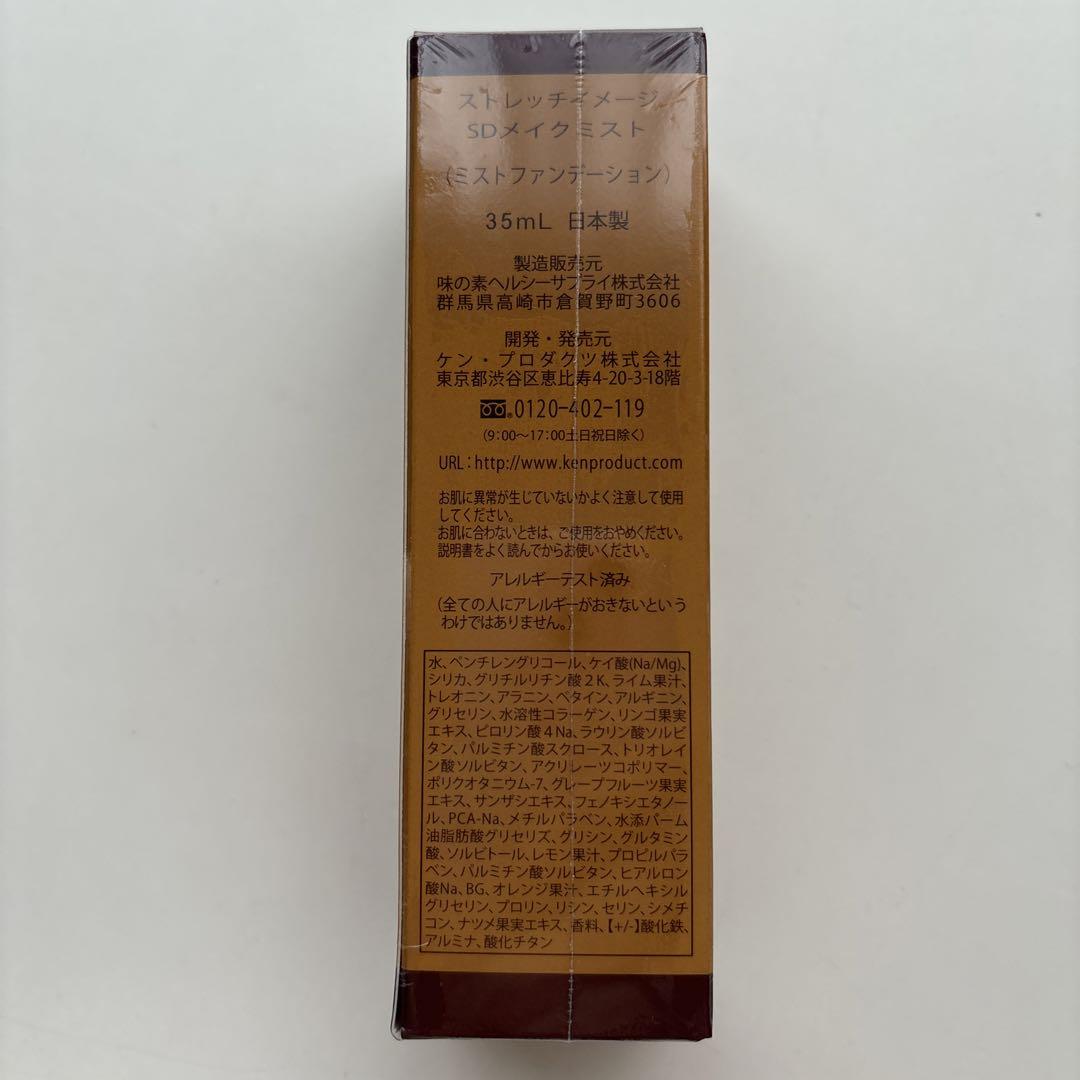 ストレッチイメージ
SDメイクミスト
(ミストファンデーション)
35mL 日本製
製造販売元
味の素ヘルシーサプライ株式会社
群馬県高崎市倉賀野町3606
開発・発売元
ケン・プロダクツ株式会社
東京都渋谷区恵比寿4-20-3-18階
0120-402-119
(9:00〜17:00土日祝日除く)
URL:http://www.kenproduct.com
お肌に異常が生じていないかよく注意して使用
してください。
お肌に合わないときは、ご使用をおやめください。
説明書をよく読んでからお使いください。
アレルギーテスト済み
(全ての人にアレルギーがおきないという
わけではありません。)
水、ペンチレングリコール、ケイ酸(Na/Mg)、
シリカ、グリチルリチン酸2K、ライム果汁、
トレオニン、アラニン、ベタイン、アルギニン、
グリセリン、水溶性コラーゲン、リンゴ果実
エキス、ピロリン酸4Na、ラウリン酸ソルビ
タン、パルミチン酸スクロース、トリオレイ
ン酸ソルビタン、アクリレーツコポリマー、
ポリクオタニウム-7、グレープフルーツ果実
エキス、サンザシエキス、フェノキシエタノー
ル、PCA-Na、メチルパラベン、水添パーム
油脂肪酸グリセリズ、グリシン、グルタミン
酸、ソルビトール、レモン果汁、プロピルパラ
ベン、パルミチン酸ソルビタン、ヒアルロン
酸Na、BG、オレンジ果汁、エチルヘキシル
グリセリン、プロリン、リシン、セリン、シメチ
コン、ナツメ果実エキス、香料、【+/-】酸化鉄、
アルミナ、酸化チタン